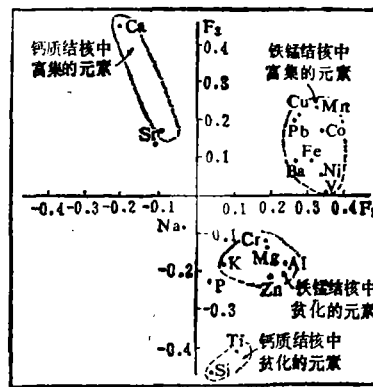 Ca
F₂
钙质结核中
富集的元素
0.4
铁锰结核中
富集的元素
0.3
Cu Mn
0.2
Pb Co
Sr
Fe
0.1
Ba Ni
V
-0.4 -0.3 -0.2 -0.1
0.1 0.2 0.3 0.4 F₁
Na
-0.1 Cr
Mg
K Al
-0.2
P Zn
铁锰结核中
贫化的元素
-0.3
Ti
钙质结核中
贫化的元素
-0.4
Si